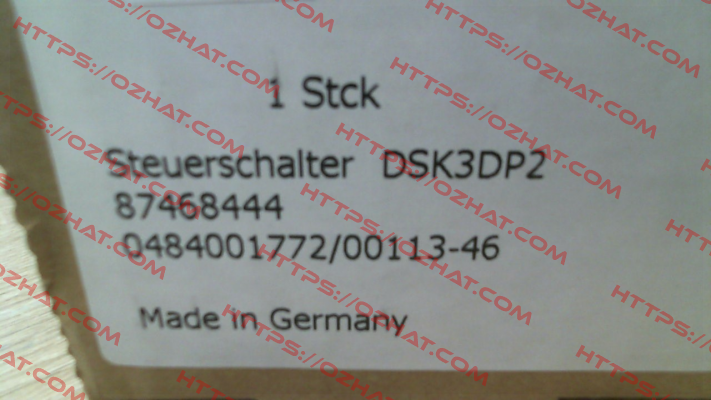 1 Stck
Steuerschalter DSK3DP2
87468444
0484001772/00113-46
Made in Germany
HTTPS://OZHAT.COM